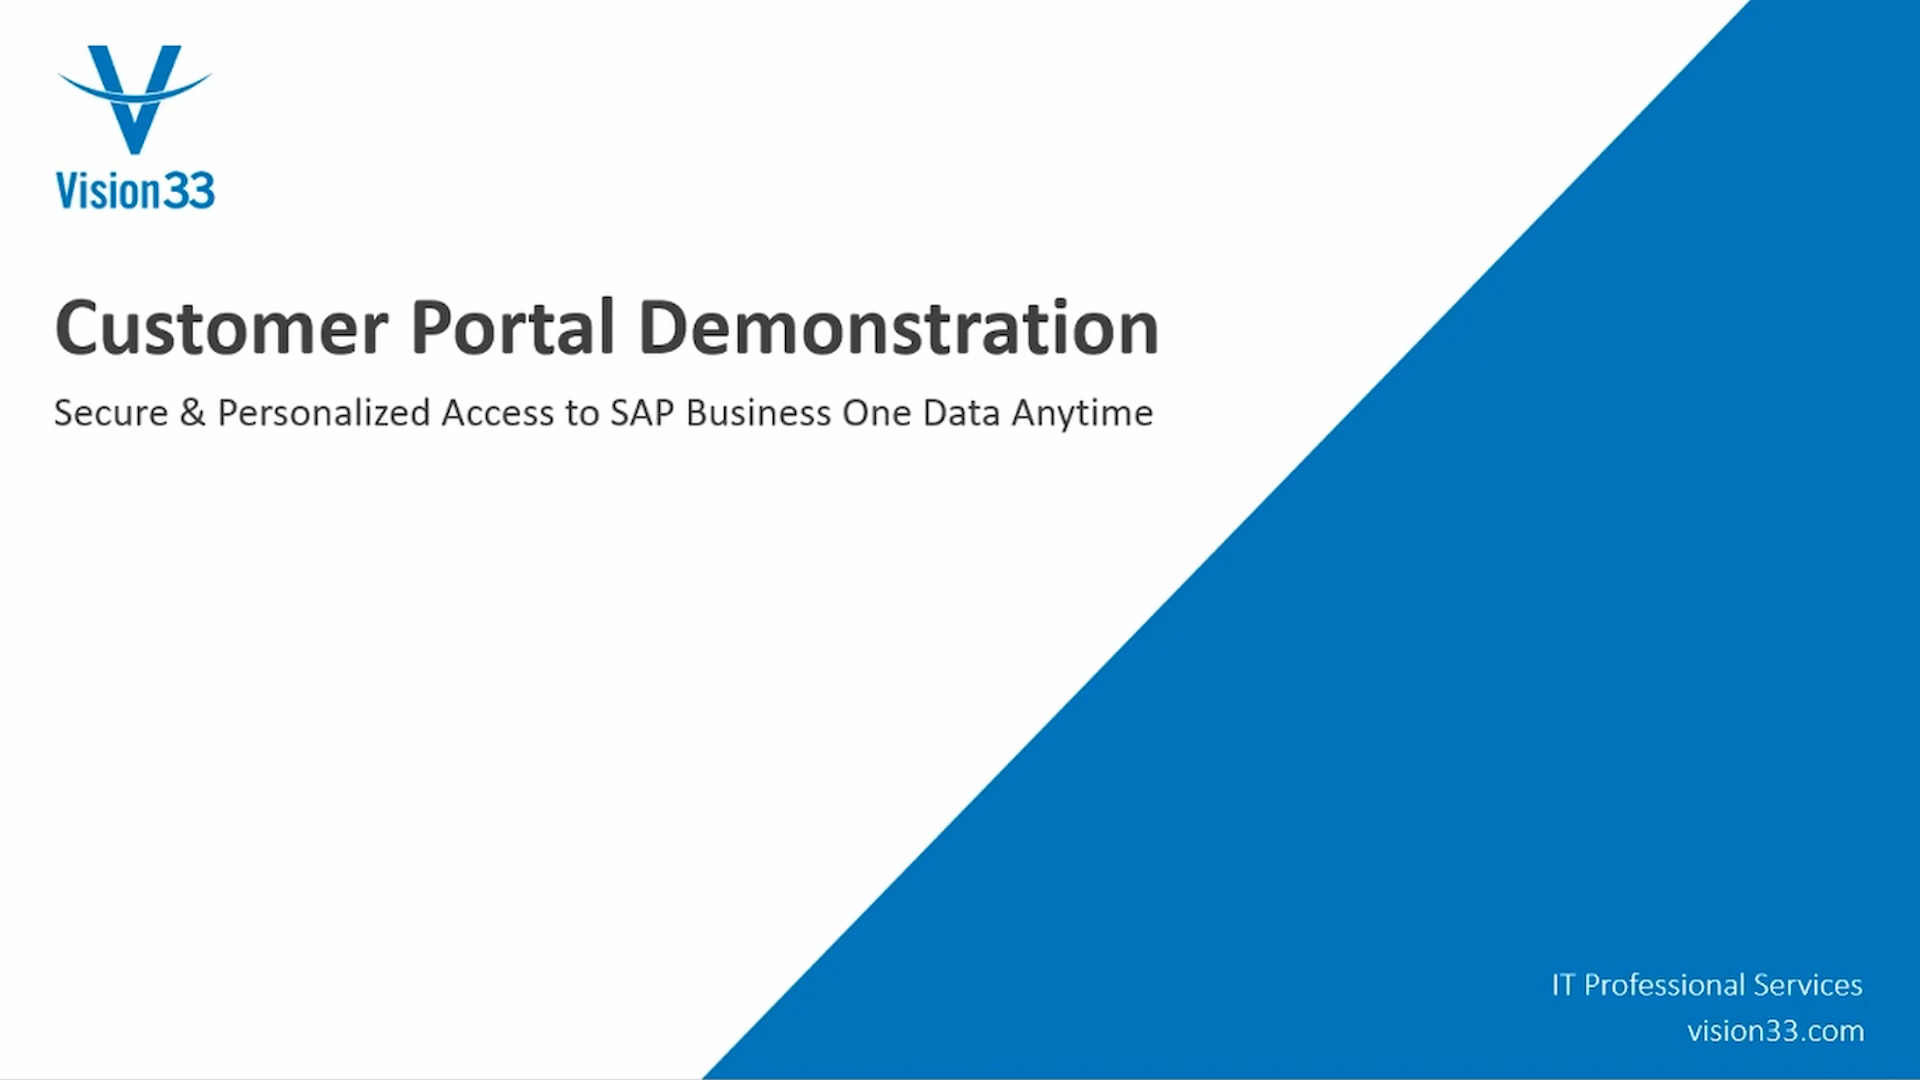 Vision33
Customer Portal Demonstration
Secure & Personalized Access to SAP Business One Data Anytime
IT Professional Services
vision33.com